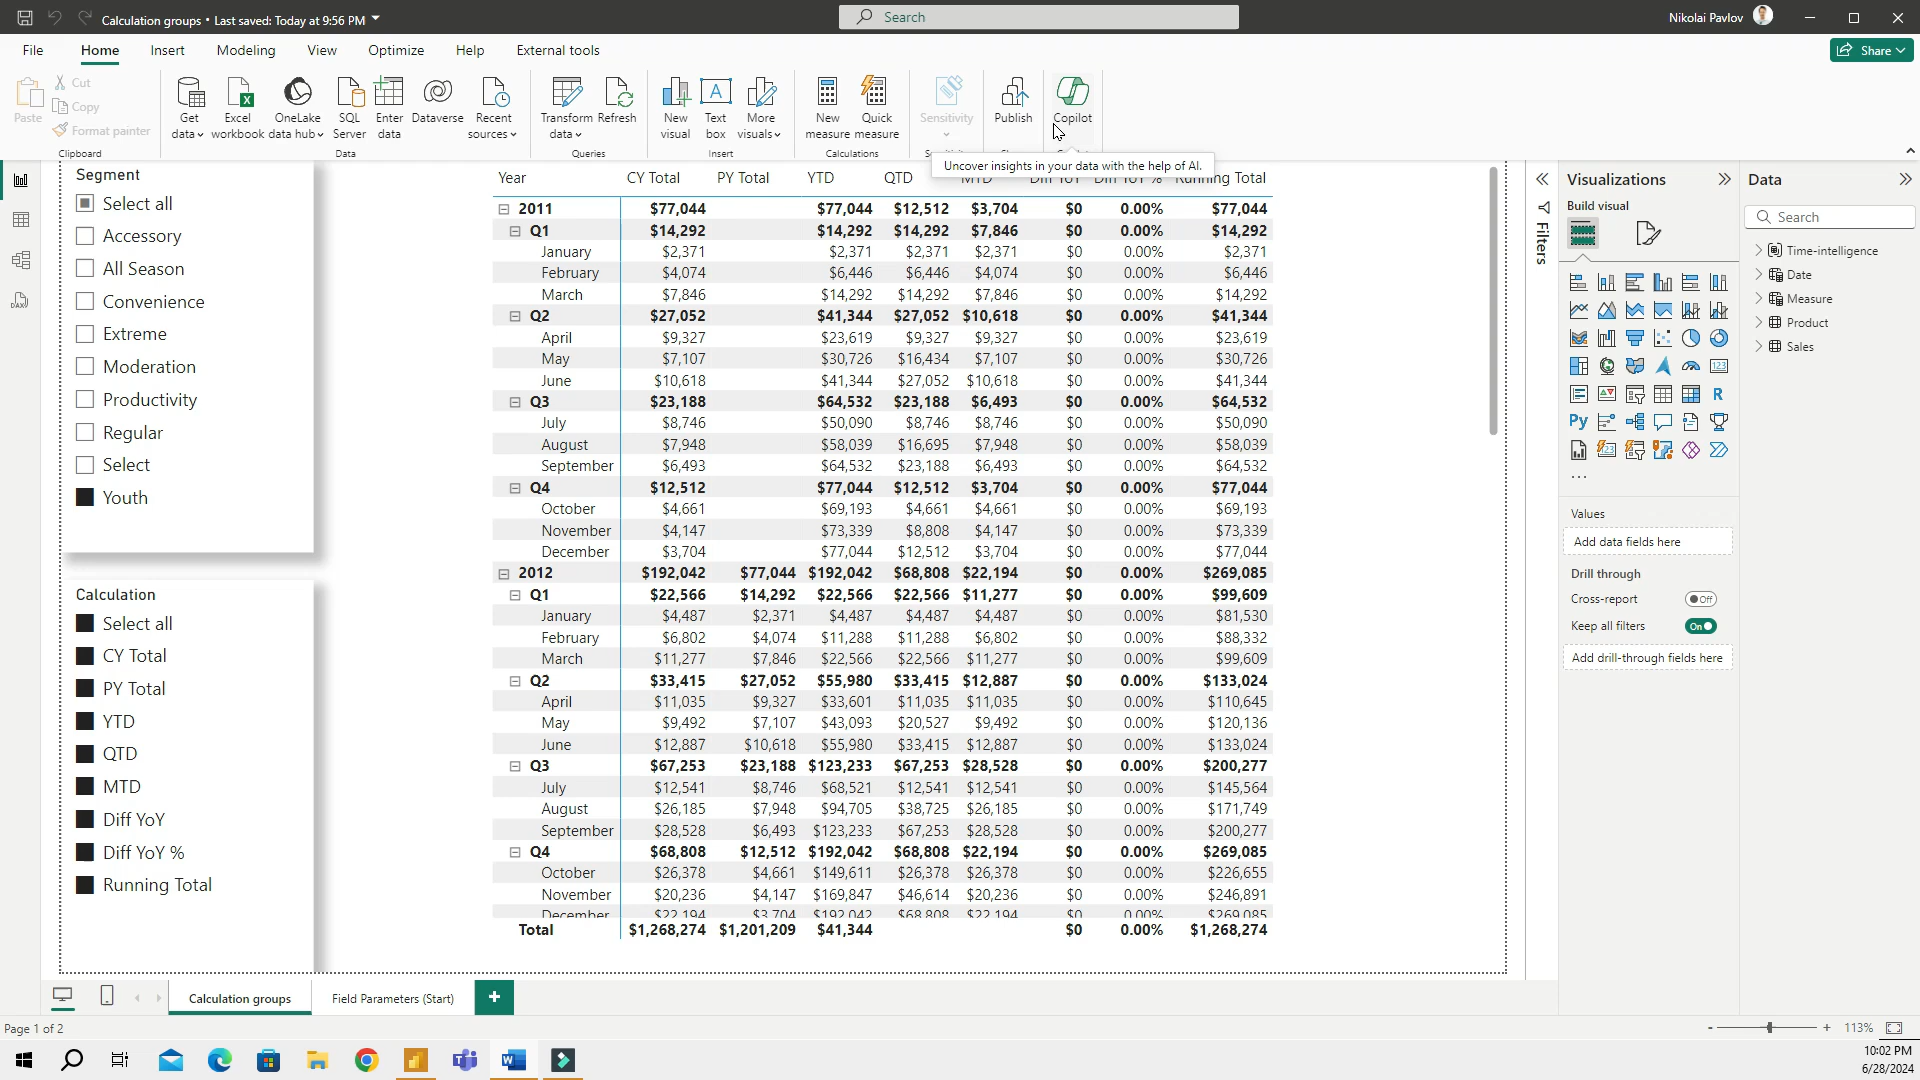 Calculation groups • Last saved: Today at 9:56 PM
Search
Nikolai Pavlov
File Home Insert Modeling View Optimize Help External tools
Share
Paste
Cut
Copy
Format painter
Clipboard
Get data
Excel workbook
OneLake data hub
SQL Server
Enter data
Dataverse
Recent sources
Data
Transform data
Refresh
Queries
New visual
Text box
More visuals
Insert
New measure
Quick measure
Calculations
Sensitivity
Publish
Copilot
Uncover insights in your data with the help of AI.
Segment
Select all
Accessory
All Season
Convenience
Extreme
Moderation
Productivity
Regular
Select
Youth
Calculation
Select all
CY Total
PY Total
YTD
QTD
MTD
Diff YoY
Diff YoY %
Running Total
Year CY Total PY Total YTD QTD MTD Diff YoY Diff YoY % Running Total
2011 $77,044 $77,044 $12,512 $3,704 $0 0.00% $77,044
Q1 $14,292 $14,292 $14,292 $7,846 $0 0.00% $14,292
January $2,371 $2,371 $2,371 $2,371 $0 0.00% $2,371
February $4,074 $6,446 $6,446 $4,074 $0 0.00% $6,446
March $7,846 $14,292 $14,292 $7,846 $0 0.00% $14,292
Q2 $27,052 $41,344 $27,052 $10,618 $0 0.00% $41,344
April $9,327 $23,619 $9,327 $9,327 $0 0.00% $23,619
May $7,107 $30,726 $16,434 $7,107 $0 0.00% $30,726
June $10,618 $41,344 $27,052 $10,618 $0 0.00% $41,344
Q3 $23,188 $64,532 $23,188 $6,493 $0 0.00% $64,532
July $8,746 $50,090 $8,746 $8,746 $0 0.00% $50,090
August $7,948 $58,039 $16,695 $7,948 $0 0.00% $58,039
September $6,493 $64,532 $23,188 $6,493 $0 0.00% $64,532
Q4 $12,512 $77,044 $12,512 $3,704 $0 0.00% $77,044
October $4,661 $69,193 $4,661 $4,661 $0 0.00% $69,193
November $4,147 $73,339 $8,808 $4,147 $0 0.00% $73,339
December $3,704 $77,044 $12,512 $3,704 $0 0.00% $77,044
2012 $192,042 $77,044 $192,042 $68,808 $22,194 $0 0.00% $269,085
Q1 $22,566 $14,292 $22,566 $22,566 $11,277 $0 0.00% $99,609
January $4,487 $2,371 $4,487 $4,487 $4,487 $0 0.00% $81,530
February $6,802 $4,074 $11,288 $11,288 $6,802 $0 0.00% $88,332
March $11,277 $7,846 $22,566 $22,566 $11,277 $0 0.00% $99,609
Q2 $33,415 $27,052 $55,980 $33,415 $12,887 $0 0.00% $133,024
April $11,035 $9,327 $33,601 $11,035 $11,035 $0 0.00% $110,645
May $9,492 $7,107 $43,093 $20,527 $9,492 $0 0.00% $120,136
June $12,887 $10,618 $55,980 $33,415 $12,887 $0 0.00% $133,024
Q3 $67,253 $23,188 $123,233 $67,253 $28,528 $0 0.00% $200,277
July $12,541 $8,746 $68,521 $12,541 $12,541 $0 0.00% $145,564
August $26,185 $7,948 $94,705 $38,725 $26,185 $0 0.00% $171,749
September $28,528 $6,493 $123,233 $67,253 $28,528 $0 0.00% $200,277
Q4 $68,808 $12,512 $192,042 $68,808 $22,194 $0 0.00% $269,085
October $26,378 $4,661 $149,611 $26,378 $26,378 $0 0.00% $226,655
November $20,236 $4,147 $169,847 $46,614 $20,236 $0 0.00% $246,891
December $22,194 $3,704 $192,042 $68,808 $22,194 $0 0.00% $269,085
Total $1,268,274 $1,201,209 $41,344 $0 0.00% $1,268,274
Filters
Visualizations
Build visual
R
Py
Values
Add data fields here
Drill through
Cross-report Off
Keep all filters On
Add drill-through fields here
Data
Search
Time-intelligence
Date
Measure
Product
Sales
Calculation groups
Field Parameters (Start)
Page 1 of 2
113%
10:02 PM
6/28/2024